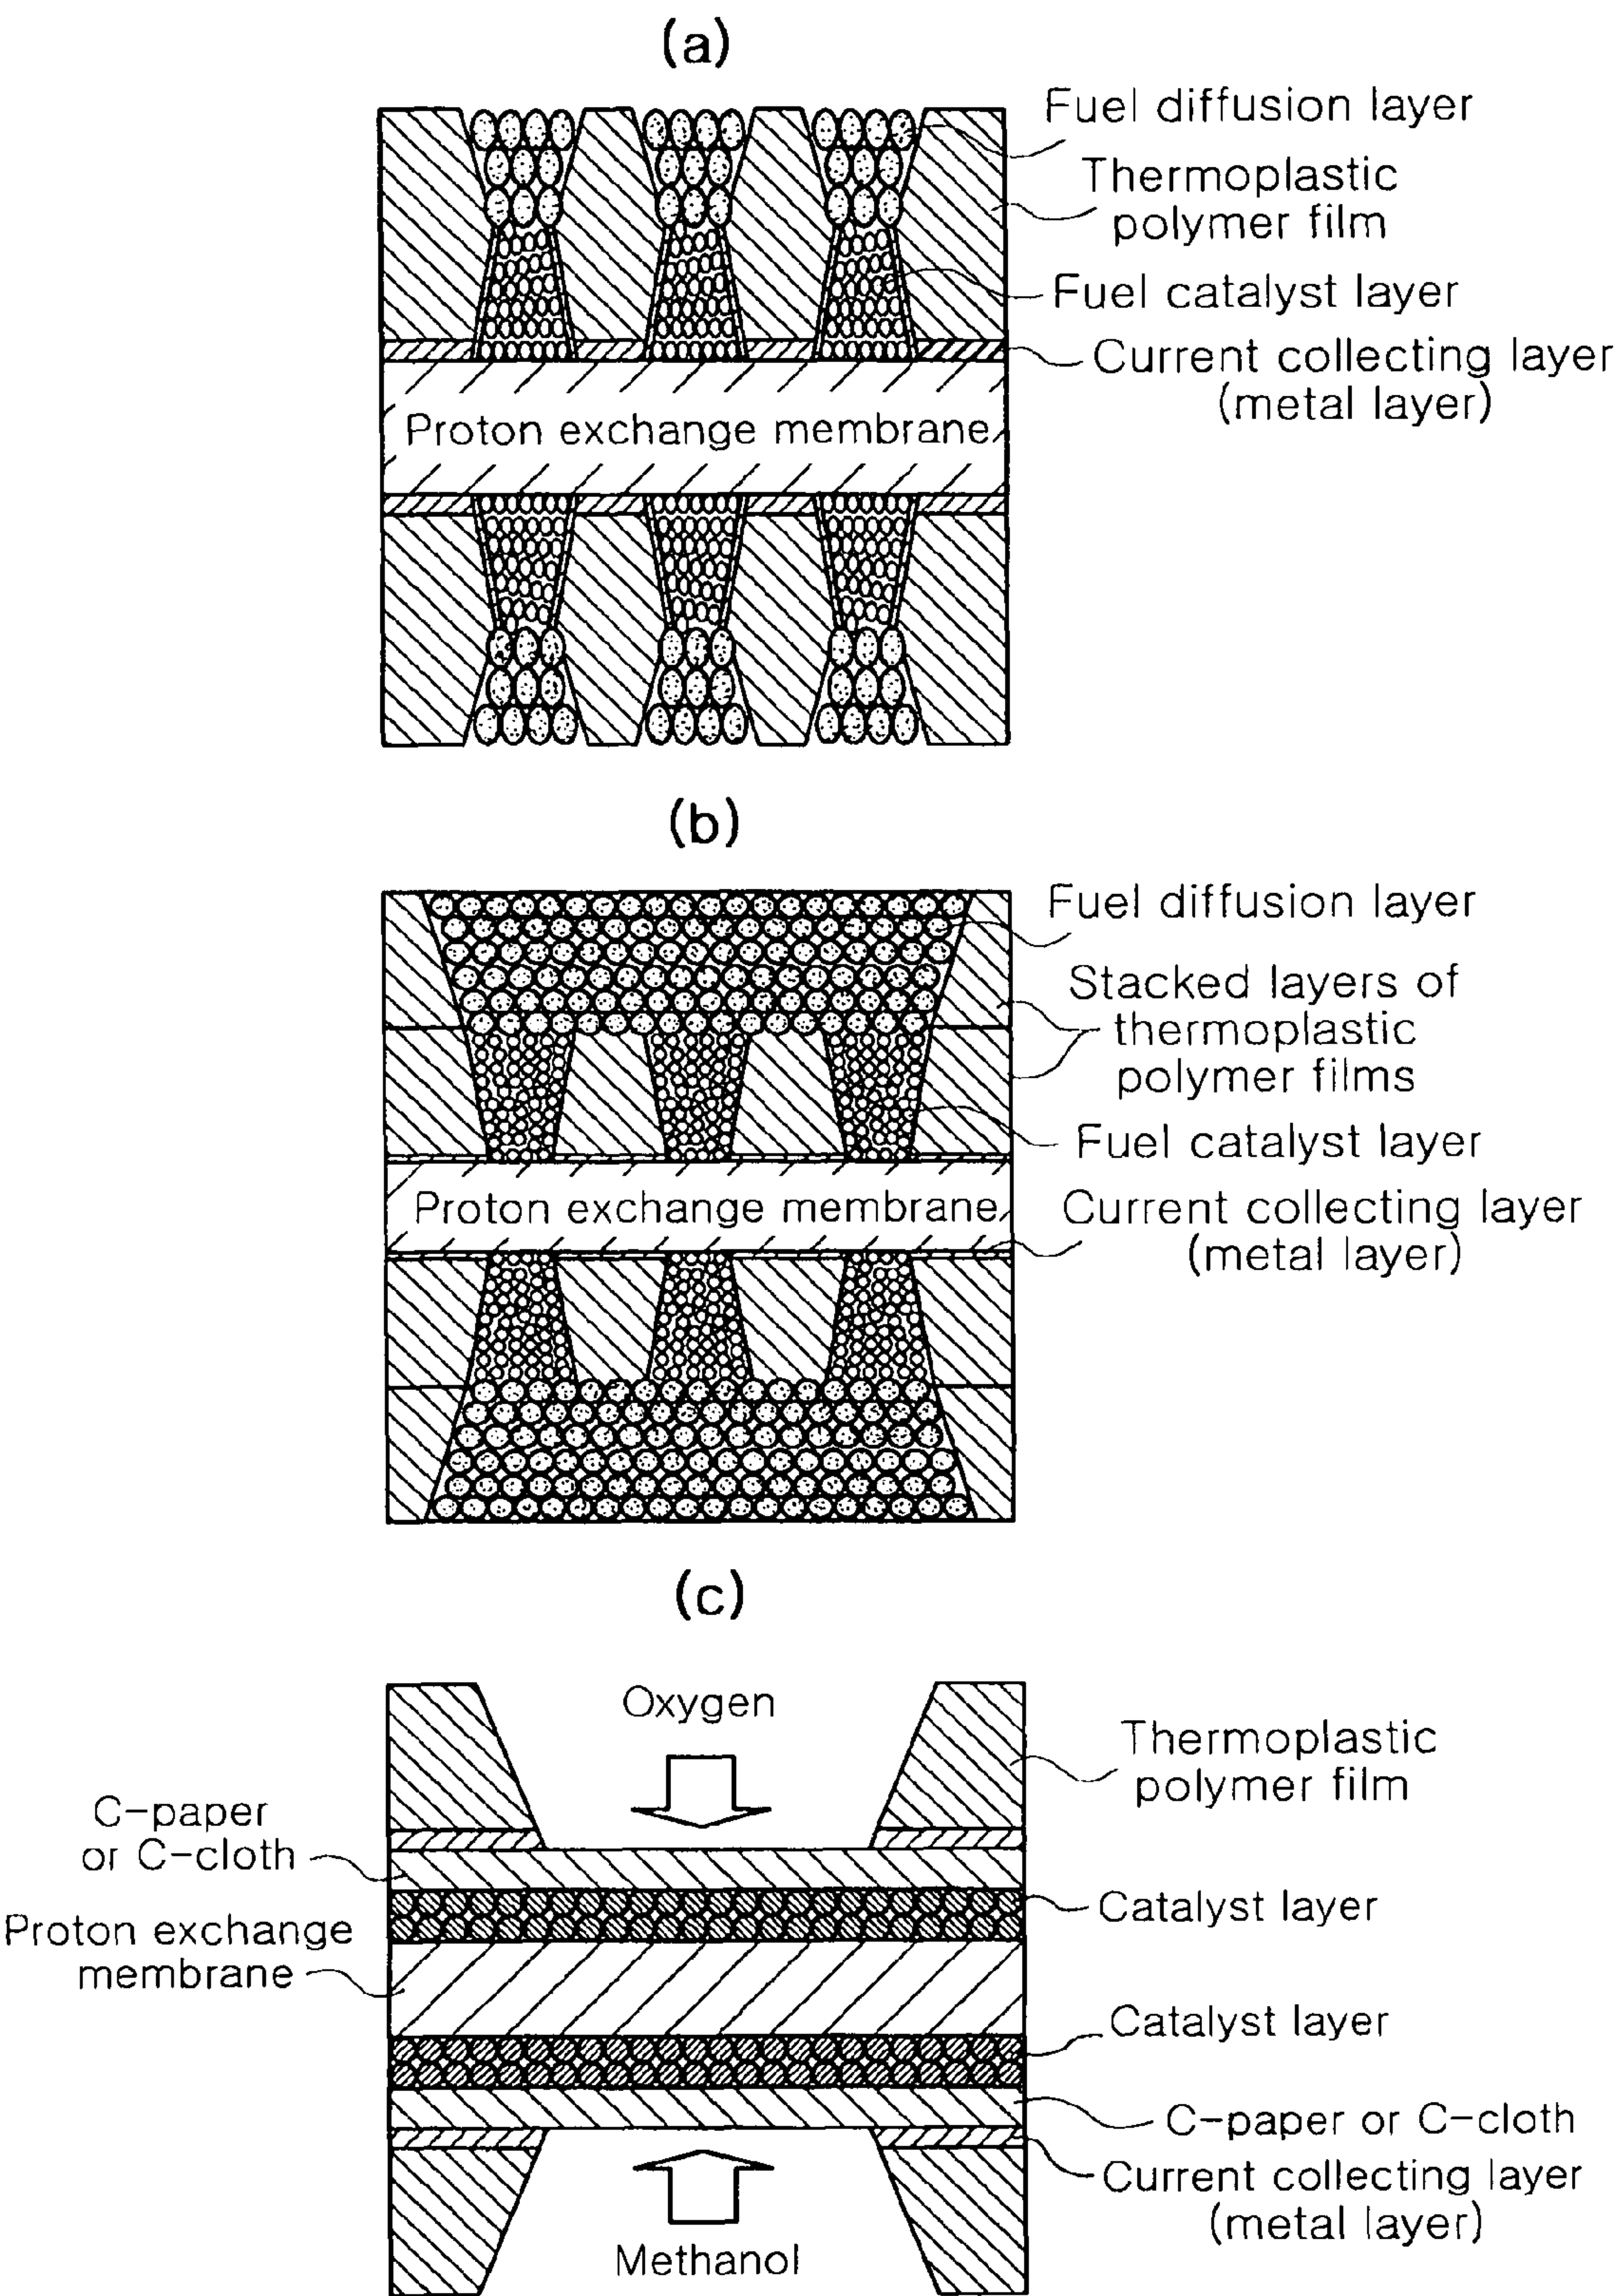 (a)
Fuel diffusion layer
Thermoplastic
polymer film
Fuel catalyst layer
Current collecting layer
(metal layer)
Proton exchange membrane
(b)
Fuel diffusion layer
Stacked layers of
thermoplastic
polymer films
Fuel catalyst layer
Proton exchange membrane
Current collecting layer
(metal layer)
(c)
Oxygen
Thermoplastic
polymer film
C-paper
or C-cloth
Catalyst layer
Proton exchange
membrane
Catalyst layer
C-paper or C-cloth
Current collecting layer
(metal layer)
Methanol